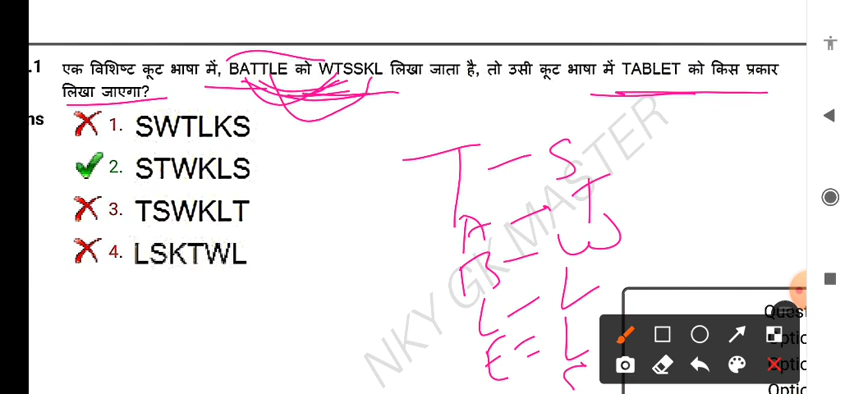 .1 एक विशिष्ट कूट भाषा में, BATTLE को WTSSKL लिखा जाता है, तो उसी कूट भाषा में TABLET को किस प्रकार
लिखा जाएगा?
ns
1. SWTLKS
2. STWKLS
3. TSWKLT
4. LSKTWL
T — S
A — T
B — W
L — L
E = L
S
NKY GK MASTER
Quest
Optic
Optic